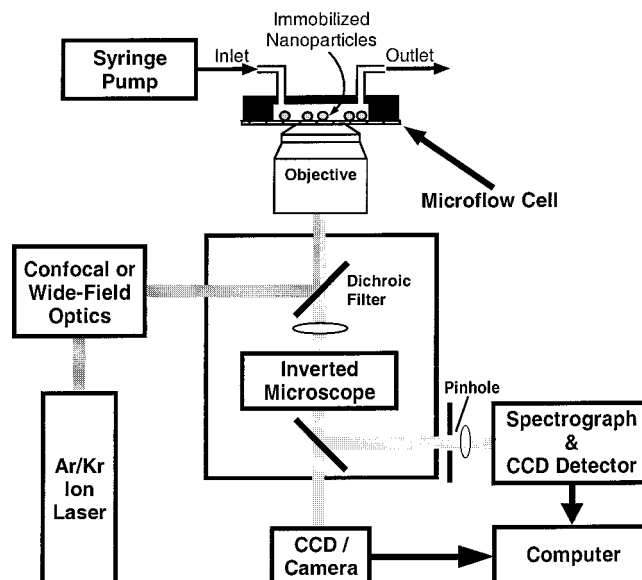 Immobilized
Nanoparticles
Syringe
Pump
Inlet
Outlet
Objective
Microflow Cell
Confocal or
Wide-Field
Optics
Dichroic
Filter
Inverted
Microscope
Pinhole
Spectrograph
&
CCD Detector
Ar/Kr
Ion
Laser
CCD /
Camera
Computer